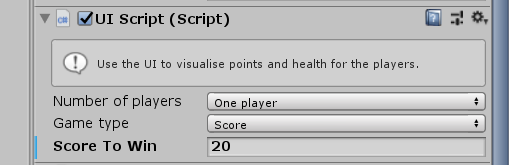 UI Script (Script)
Use the UI to visualise points and health for the players.
Number of players One player
Game type Score
Score To Win 20